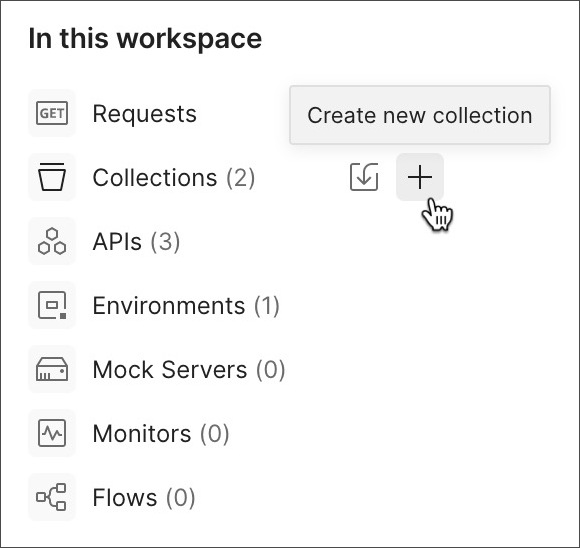 In this workspace
GET Requests
Create new collection
Collections (2)
APIs (3)
Environments (1)
Mock Servers (0)
Monitors (0)
Flows (0)